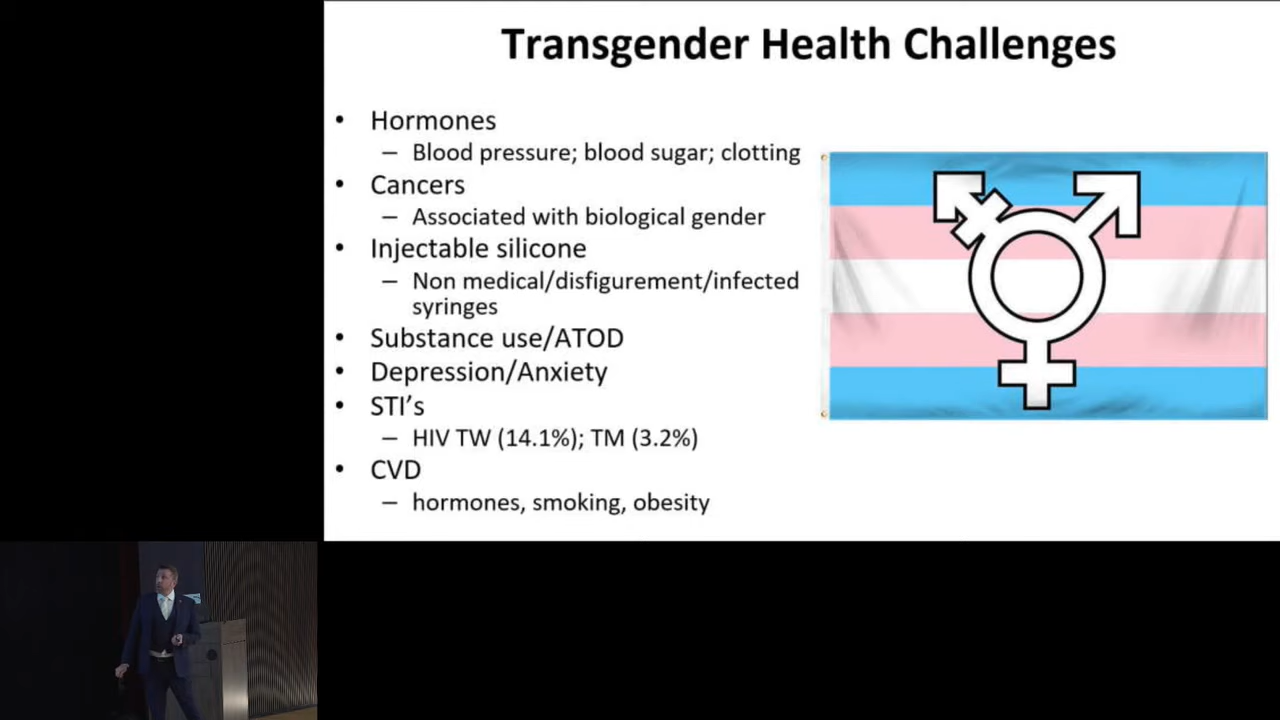 Transgender Health Challenges
• Hormones
– Blood pressure; blood sugar; clotting
• Cancers
– Associated with biological gender
• Injectable silicone
– Non medical/disfigurement/infected
syringes
• Substance use/ATOD
• Depression/Anxiety
• STI’s
– HIV TW (14.1%); TM (3.2%)
• CVD
– hormones, smoking, obesity